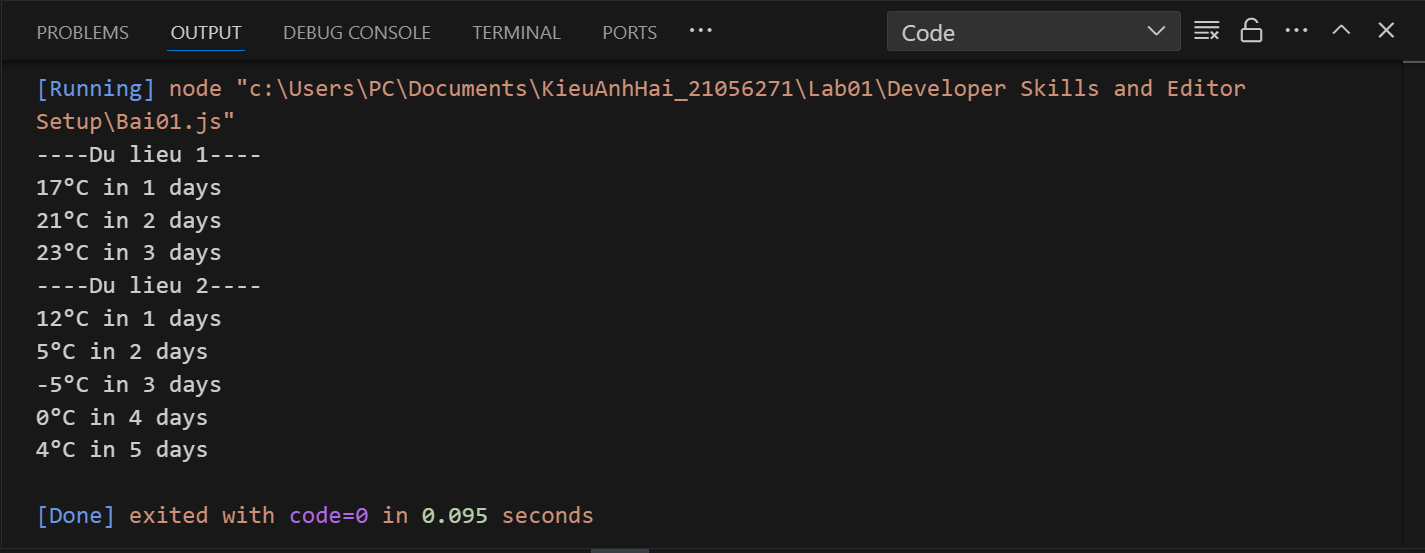 PROBLEMS OUTPUT DEBUG CONSOLE TERMINAL PORTS ··· Code ···
[Running] node "c:\Users\PC\Documents\KieuAnhHai_21056271\Lab01\Developer Skills and Editor
Setup\Bai01.js"
----Du lieu 1----
17°C in 1 days
21°C in 2 days
23°C in 3 days
----Du lieu 2----
12°C in 1 days
5°C in 2 days
-5°C in 3 days
0°C in 4 days
4°C in 5 days
[Done] exited with code=0 in 0.095 seconds